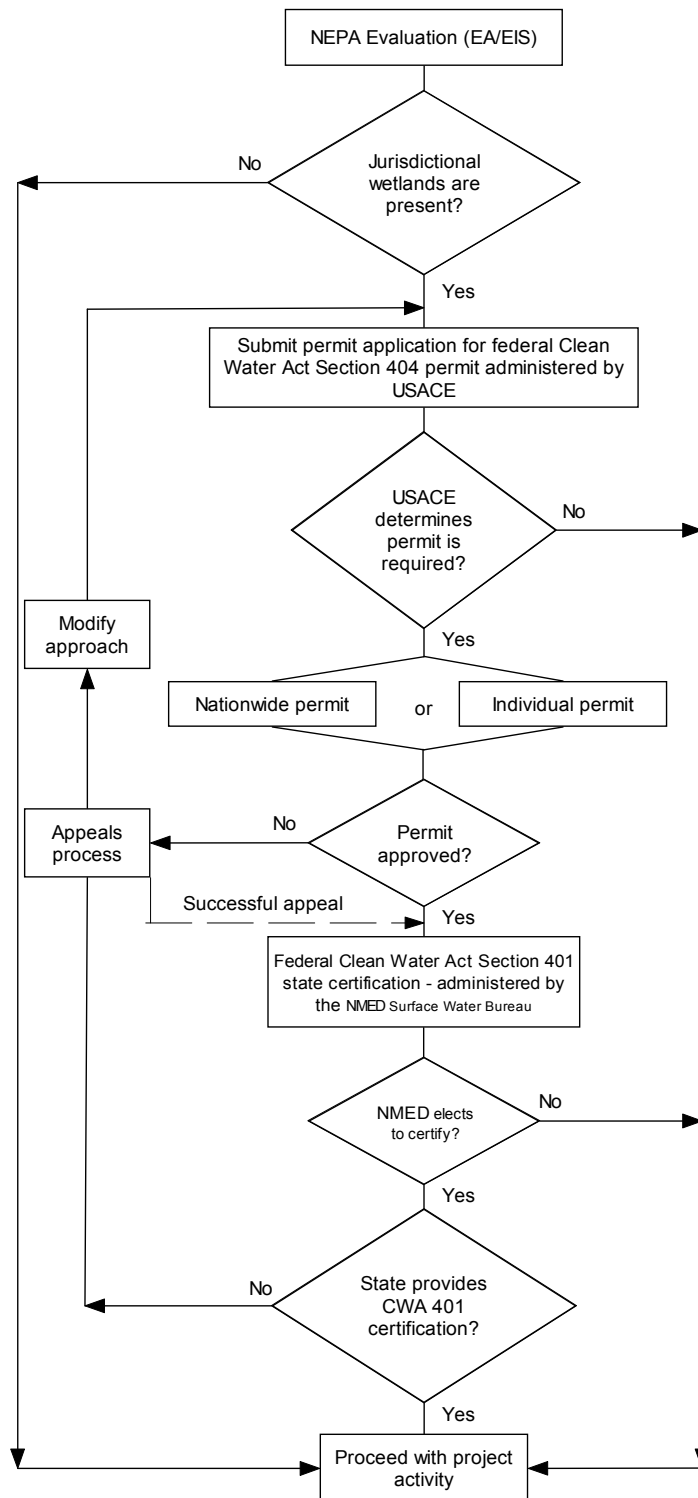 NEPA Evaluation (EA/EIS)
No
Jurisdictional
wetlands are
present?
Yes
Submit permit application for federal Clean
Water Act Section 404 permit administered by
USACE
USACE
determines
permit is
required?
No
Yes
Modify
approach
Nationwide permit
or
Individual permit
Appeals
process
No
Permit
approved?
Successful appeal
Yes
Federal Clean Water Act Section 401
state certification - administered by
the NMED Surface Water Bureau
NMED elects
to certify?
No
Yes
No
State provides
CWA 401
certification?
Yes
Proceed with project
activity